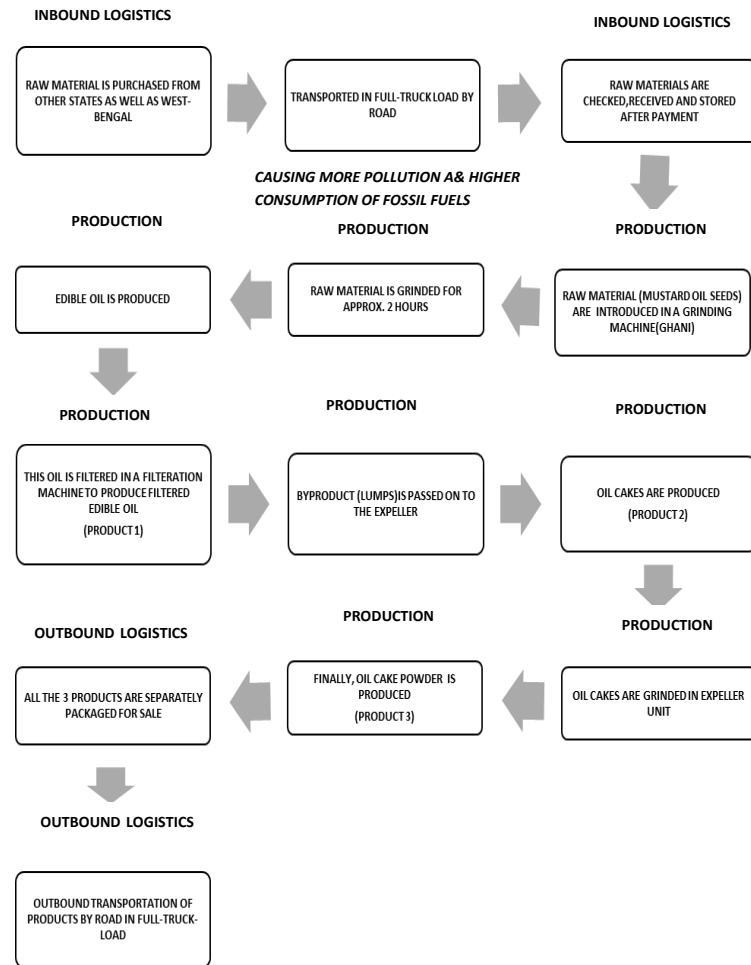 INBOUND LOGISTICS
INBOUND LOGISTICS
RAW MATERIAL IS PURCHASED FROM
OTHER STATES AS WELL AS WEST-
BENGAL
TRANSPORTED IN FULL-TRUCK LOAD BY
ROAD
RAW MATERIALS ARE
CHECKED,RECEIVED AND STORED
AFTER PAYMENT
CAUSING MORE POLLUTION A& HIGHER
CONSUMPTION OF FOSSIL FUELS
PRODUCTION
PRODUCTION
PRODUCTION
RAW MATERIAL (MUSTARD OIL SEEDS)
ARE INTRODUCED IN A GRINDING
MACHINE(GHANI)
RAW MATERIAL IS GRINDED FOR
APPROX. 2 HOURS
EDIBLE OIL IS PRODUCED
PRODUCTION
PRODUCTION
PRODUCTION
THIS OIL IS FILTERED IN A FILTERATION
MACHINE TO PRODUCE FILTERED
EDIBLE OIL
(PRODUCT 1)
BYPRODUCT (LUMPS)IS PASSED ON TO
THE EXPELLER
OIL CAKES ARE PRODUCED
(PRODUCT 2)
PRODUCTION
PRODUCTION
OUTBOUND LOGISTICS
OIL CAKES ARE GRINDED IN EXPELLER
UNIT
FINALLY, OIL CAKE POWDER IS
PRODUCED
(PRODUCT 3)
ALL THE 3 PRODUCTS ARE SEPARATELY
PACKAGED FOR SALE
OUTBOUND LOGISTICS
OUTBOUND TRANSPORTATION OF
PRODUCTS BY ROAD IN FULL-TRUCK-
LOAD